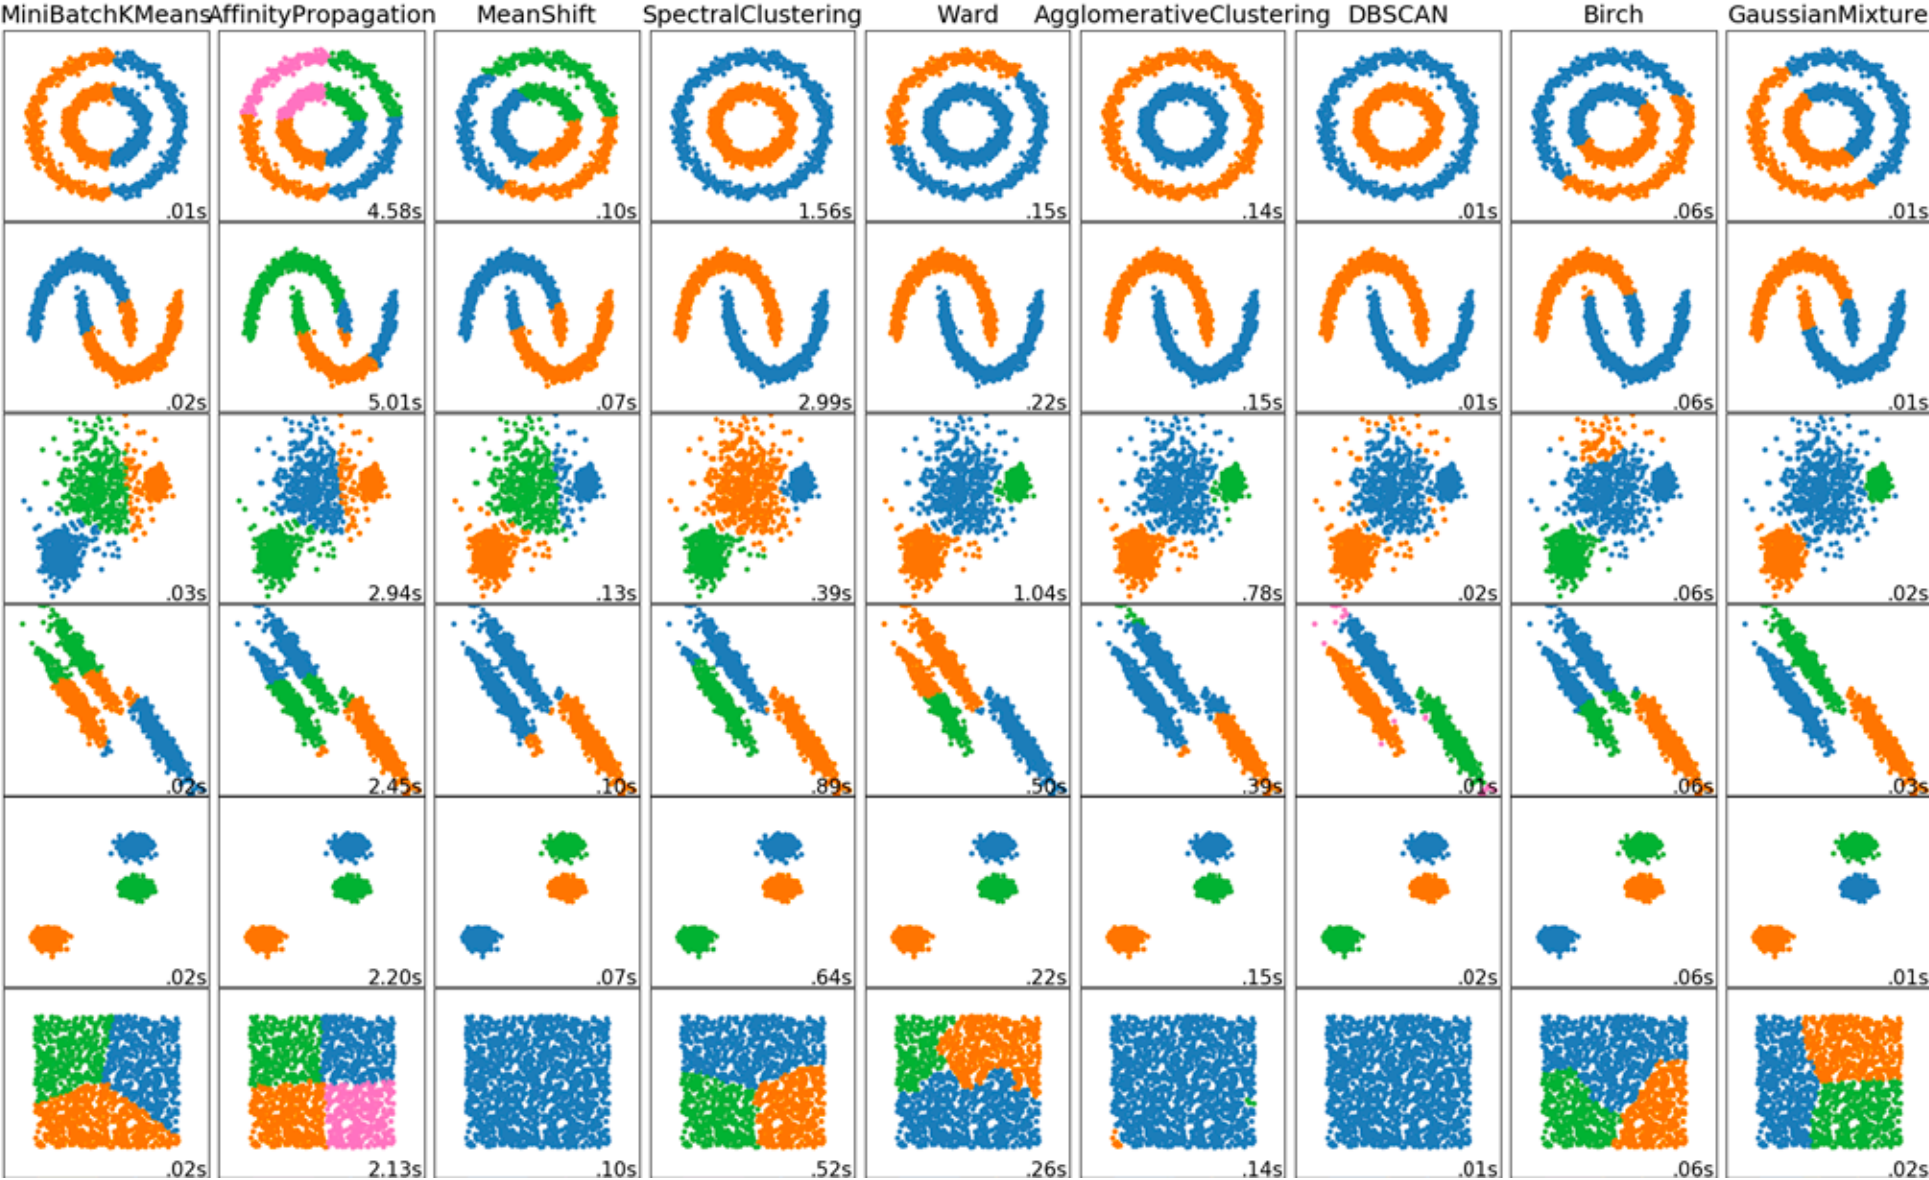 MiniBatchKMeans AffinityPropagation MeanShift SpectralClustering Ward AgglomerativeClustering DBSCAN Birch GaussianMixture
.01s 4.58s .10s 1.56s .15s .14s .01s .06s .01s
.02s 5.01s .07s 2.99s .22s .15s .01s .06s .01s
.03s 2.94s .13s .39s 1.04s .78s .02s .06s .02s
.02s 2.45s .10s .89s .50s .39s .01s .06s .03s
.02s 2.20s .07s .64s .22s .15s .02s .06s .01s
.02s 2.13s .10s .52s .26s .14s .01s .06s .02s